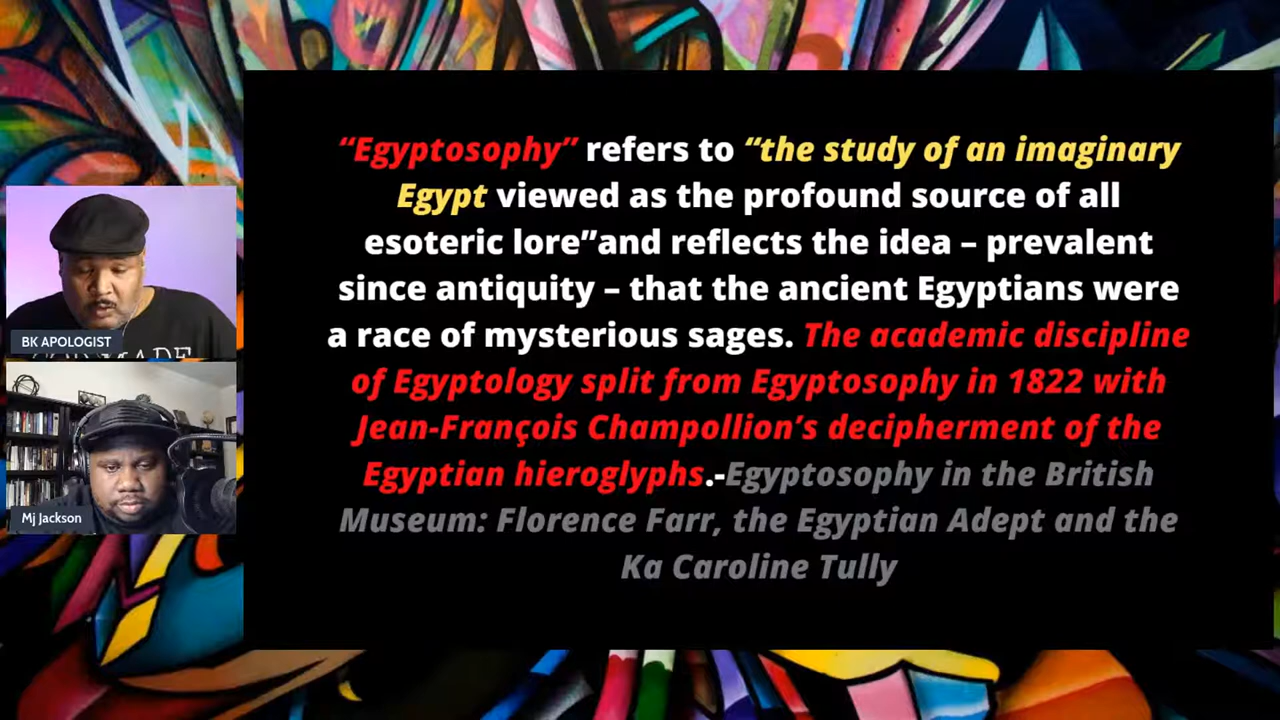 “Egyptosophy” refers to “the study of an imaginary
Egypt viewed as the profound source of all
esoteric lore”and reflects the idea – prevalent
since antiquity – that the ancient Egyptians were
a race of mysterious sages. The academic discipline
of Egyptology split from Egyptosophy in 1822 with
Jean-François Champollion’s decipherment of the
Egyptian hieroglyphs.-Egyptosophy in the British
Museum: Florence Farr, the Egyptian Adept and the
Ka Caroline Tully
BK APOLOGIST
Mj Jackson